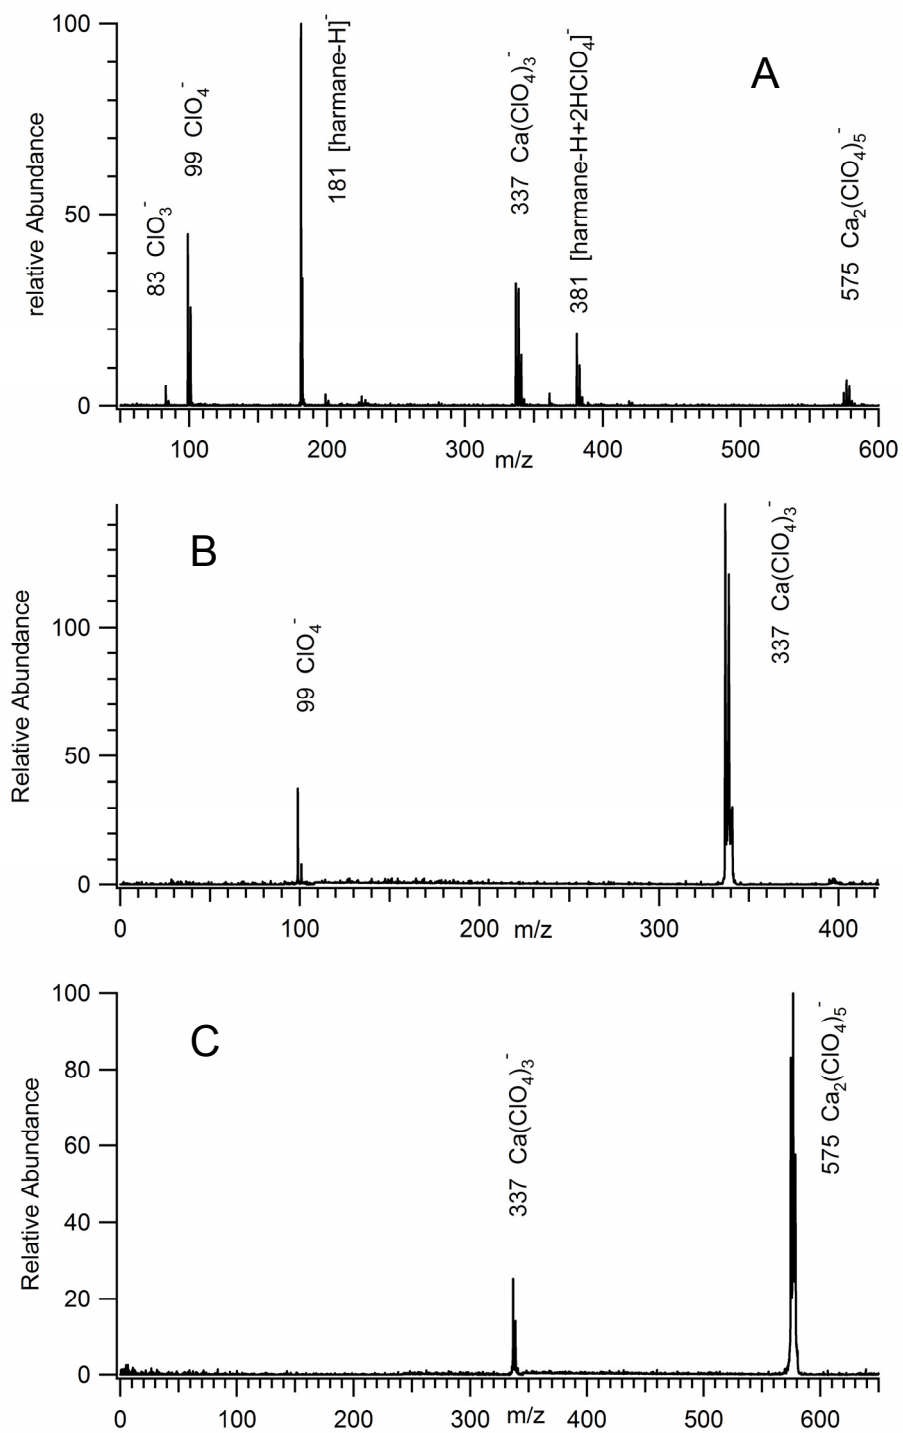 A
100
50
0
relative Abundance
83 ClO₃⁻
99 ClO₄⁻
181 [harmane-H]⁻
337 Ca(ClO₄)₃⁻
381 [harmane-H+2HClO₄]⁻
575 Ca₂(ClO₄)₅⁻
100 200 300 400 500 600
m/z
B
100
50
0
Relative Abundance
99 ClO₄⁻
337 Ca(ClO₄)₃⁻
0 100 200 300 400
m/z
C
100
80
60
40
20
0
Relative Abundance
337 Ca(ClO₄)₃⁻
575 Ca₂(ClO₄)₅⁻
0 100 200 300 400 500 600
m/z